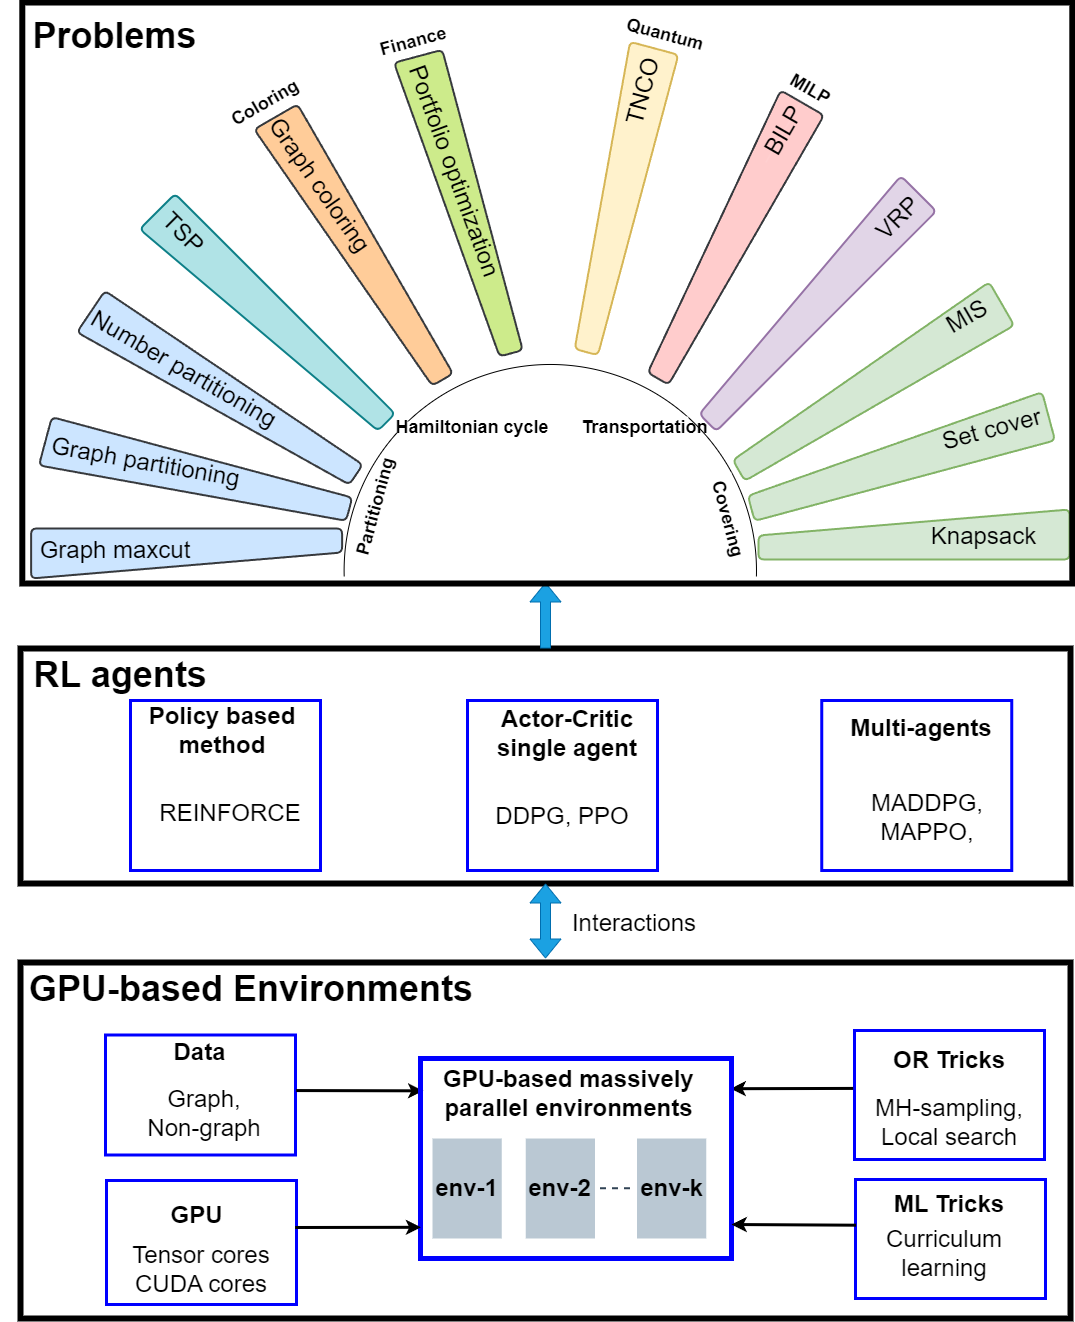 Problems
Finance
Quantum
Coloring
MILP
Portfolio optimization
TNCO
Graph coloring
BILP
TSP
VRP
Number partitioning
MIS
Hamiltonian cycle
Transportation
Graph partitioning
Set cover
Partitioning
Covering
Graph maxcut
Knapsack
RL agents
Policy based
method
REINFORCE
Actor-Critic
single agent
DDPG, PPO
Multi-agents
MADDPG,
MAPPO,
Interactions
GPU-based Environments
Data
Graph,
Non-graph
GPU
Tensor cores
CUDA cores
GPU-based massively
parallel environments
env-1
env-2
env-k
OR Tricks
MH-sampling,
Local search
ML Tricks
Curriculum
learning